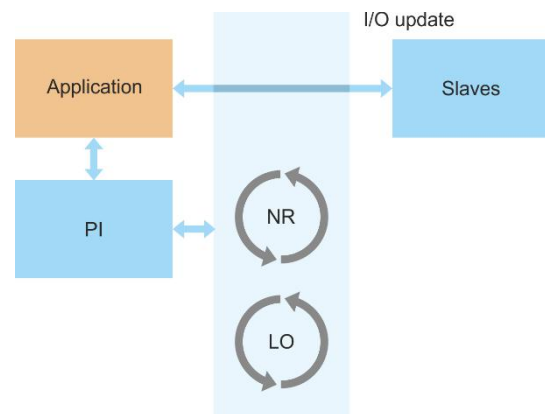 I/O update
Application
Slaves
PI
NR
LO